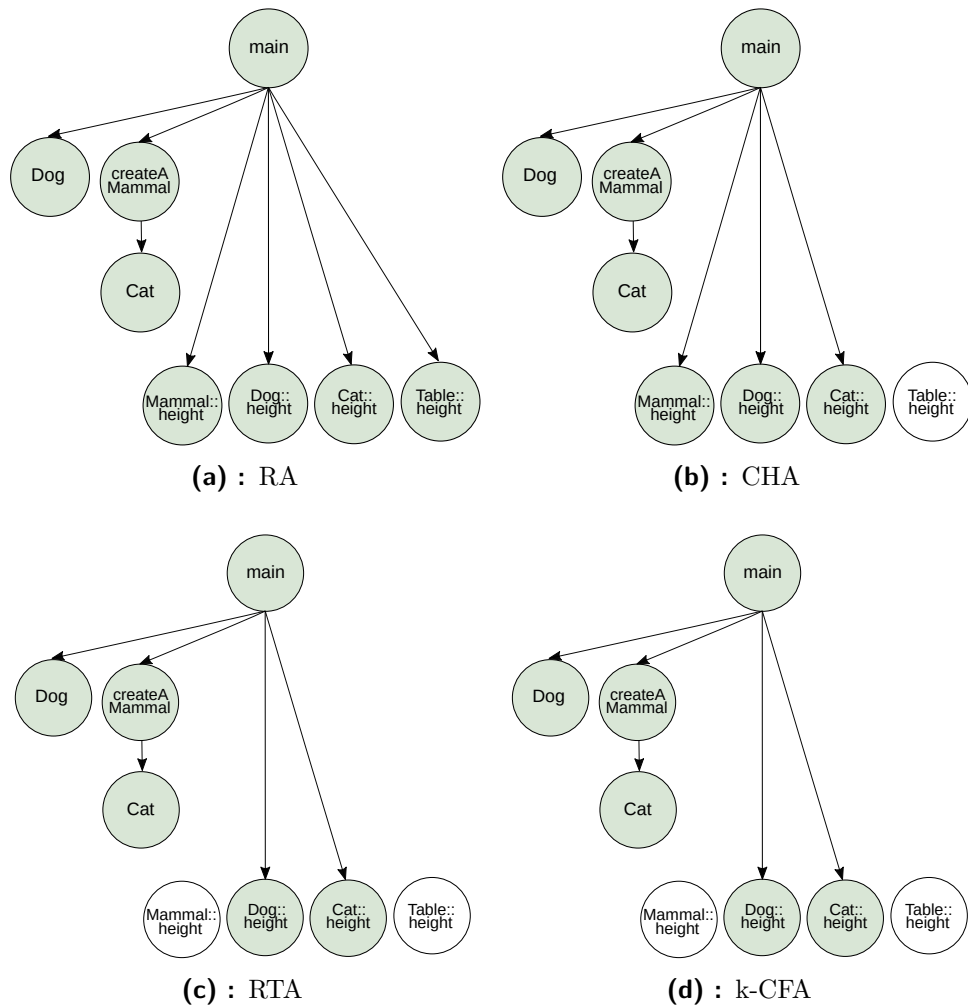 main
main
Dog
createA
Mammal
Dog
createA
Mammal
Cat
Cat
Mammal::
height
Dog::
height
Cat::
height
Table::
height
Mammal::
height
Dog::
height
Cat::
height
Table::
height
(a) : RA
(b) : CHA
main
main
Dog
createA
Mammal
Dog
createA
Mammal
Cat
Cat
Mammal::
height
Dog::
height
Cat::
height
Table::
height
Mammal::
height
Dog::
height
Cat::
height
Table::
height
(c) : RTA
(d) : k-CFA